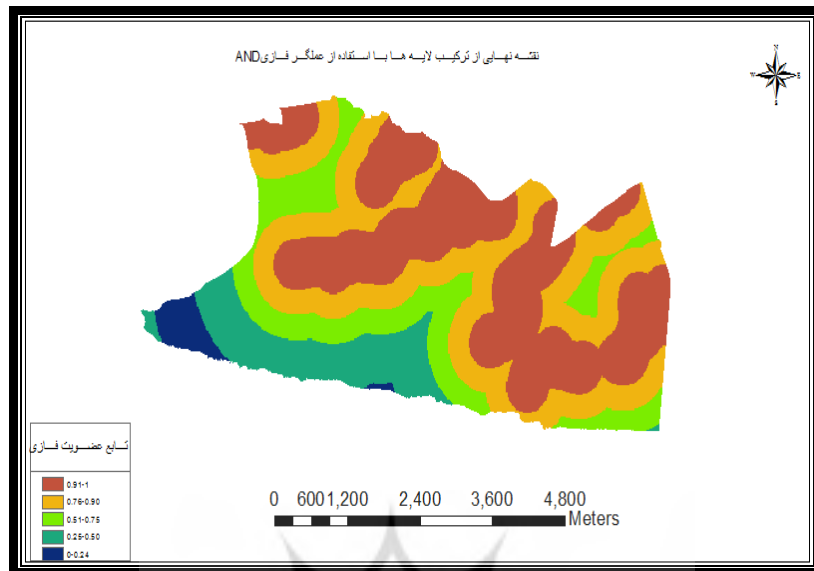 نقشه نهایی از ترکیب لایه ها با استفاده از عملگر فازیAND
N
W E
S
تابع عضویت فازی
0.91-1
0.76-0.90
0.51-0.75
0.25-0.50
0-0.24
0 600 1,200 2,400 3,600 4,800
Meters